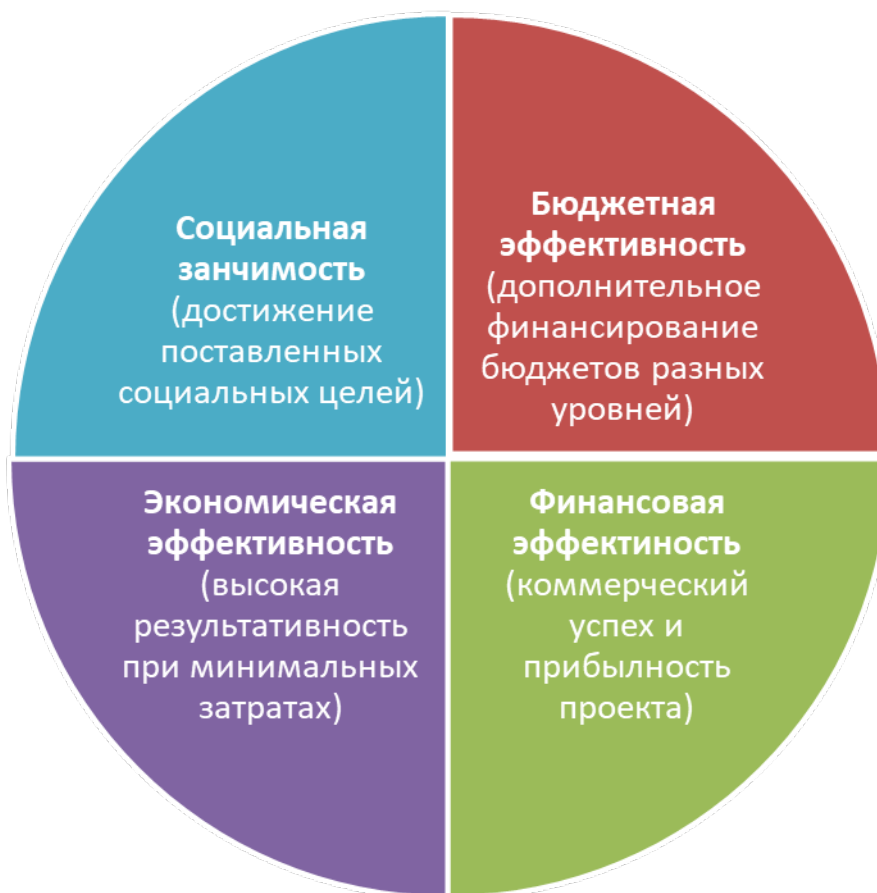 Социальная
занчимость
(достижение
поставленных
социальных целей)
Бюджетная
эффективность
(дополнительное
финансирование
бюджетов разных
уровней)
Экономическая
эффективность
(высокая
результативность
при минимальных
затратах)
Финансовая
эффектиность
(коммерческий
успех и
прибылность
проекта)